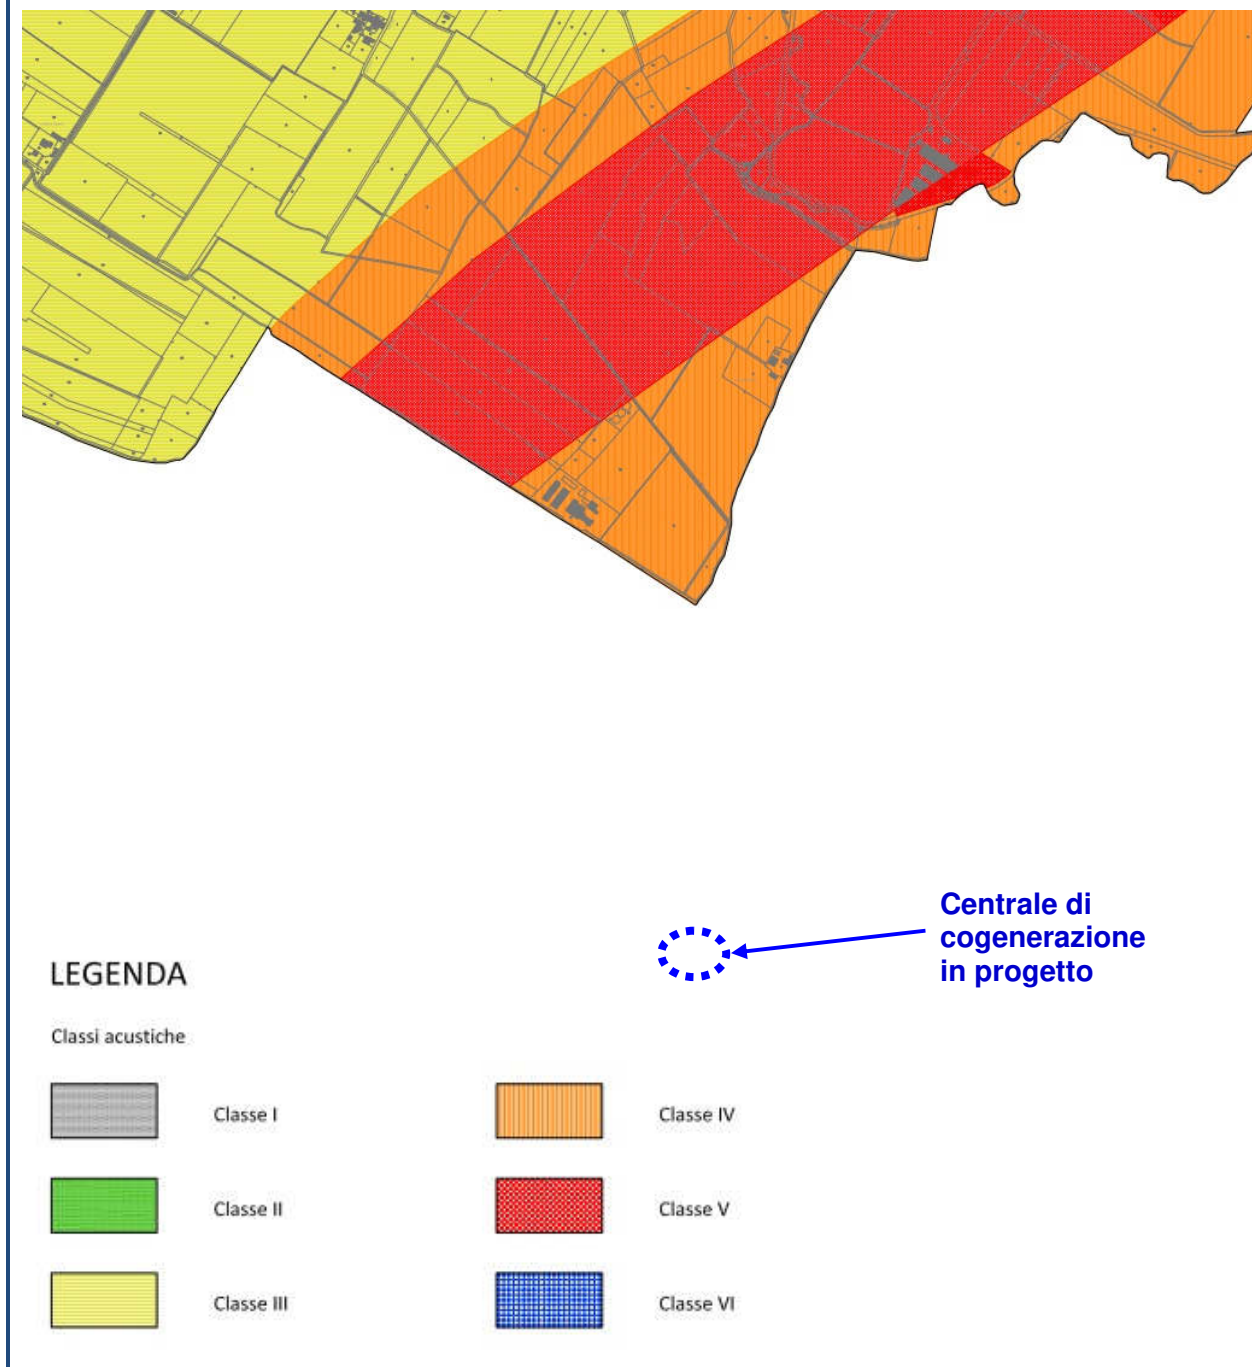 Centrale di
cogenerazione
in progetto
LEGENDA
Classi acustiche
Classe I
Classe IV
Classe II
Classe V
Classe III
Classe VI